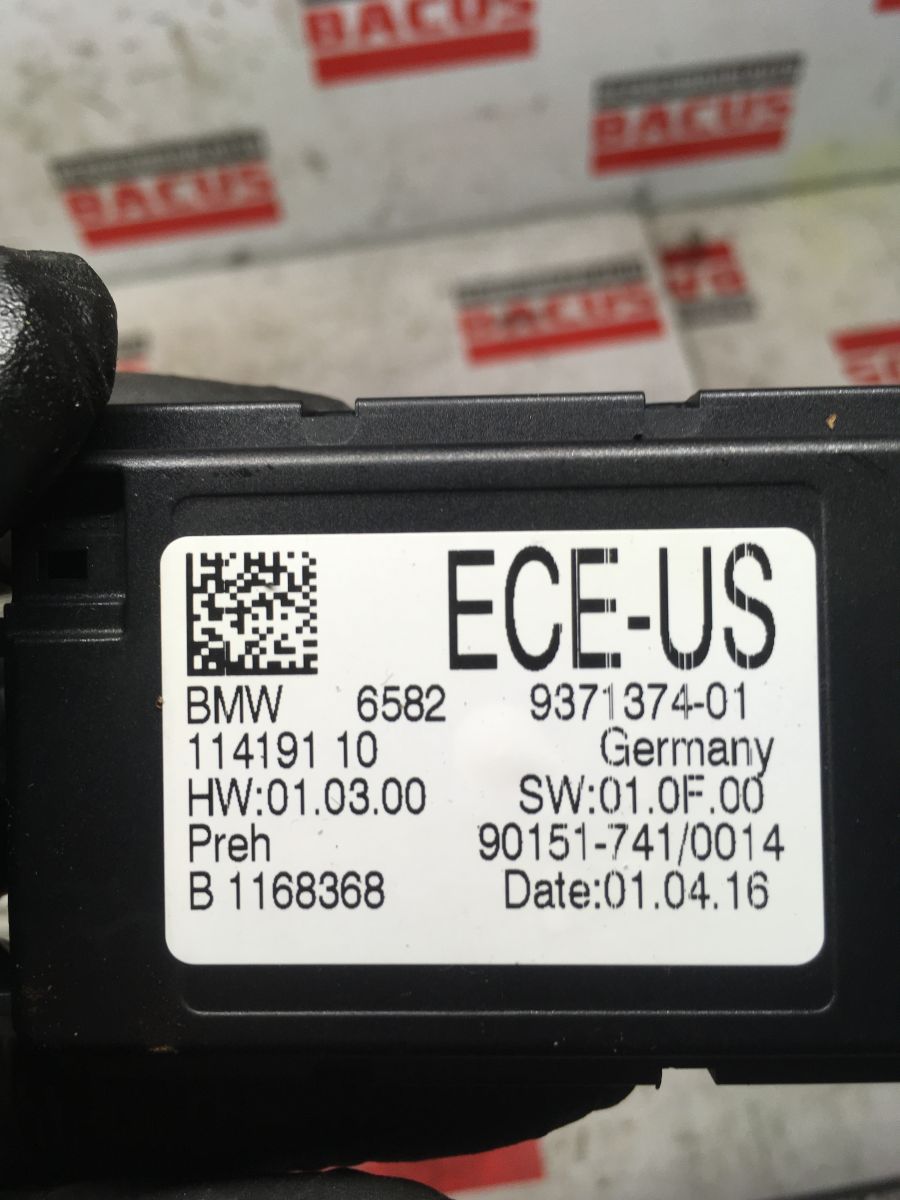 BACUS
BACUS
BACUS
BACUS
ECE-US
BMW 6582 9371374-01
114191 10 Germany
HW:01.03.00 SW:01.0F.00
Preh 90151-741/0014
B 1168368 Date:01.04.16